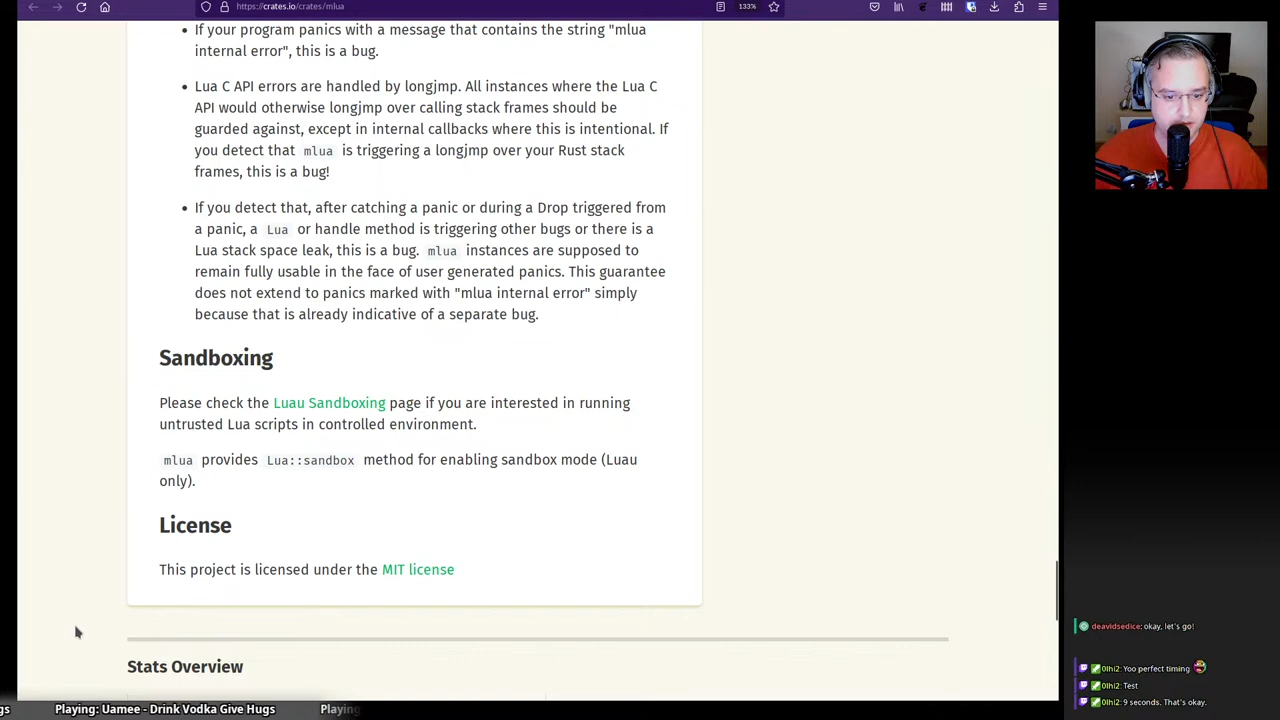 https://crates.io/crates/mlua
133%
If your program panics with a message that contains the string "mlua
internal error", this is a bug.
Lua C API errors are handled by longjmp. All instances where the Lua C
API would otherwise longjmp over calling stack frames should be
guarded against, except in internal callbacks where this is intentional. If
you detect that mlua is triggering a longjmp over your Rust stack
frames, this is a bug!
If you detect that, after catching a panic or during a Drop triggered from
a panic, a Lua or handle method is triggering other bugs or there is a
Lua stack space leak, this is a bug. mlua instances are supposed to
remain fully usable in the face of user generated panics. This guarantee
does not extend to panics marked with "mlua internal error" simply
because that is already indicative of a separate bug.
Sandboxing
Please check the Luau Sandboxing page if you are interested in running
untrusted Lua scripts in controlled environment.
mlua provides Lua::sandbox method for enabling sandbox mode (Luau
only).
License
This project is licensed under the MIT license
Stats Overview
deavidsedice: okay, let's go!
0lhi2: Yoo perfect timing
0lhi2: Test
0lhi2: 9 seconds. That's okay.
gs Playing: Uamee - Drink Vodka Give Hugs Playing